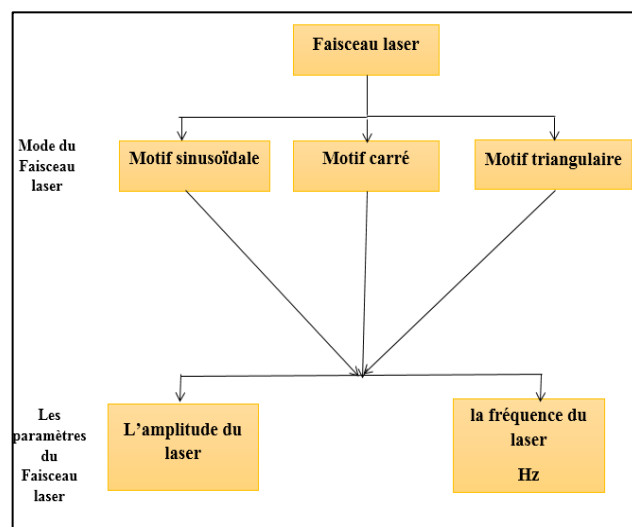 Faisceau laser
Mode du
Faisceau
laser
Motif sinusoïdale
Motif carré
Motif triangulaire
Les
paramètres
du
Faisceau
laser
L'amplitude du
laser
la fréquence du
laser
Hz